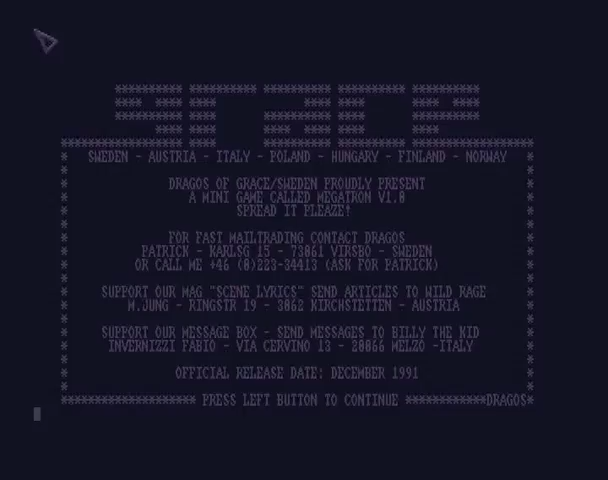 grace
SWEDEN - AUSTRIA - ITALY - POLAND - HUNGARY - FINLAND - NORWAY
DRAGOS OF GRACE/SWEDEN PROUDLY PRESENT
A MINI GAME CALLED MEGATRON V1.0
SPREAD IT PLEAZE!
FOR FAST MAILTRADING CONTACT DRAGOS
PATRICK - KARLSG 15 - 73061 VIRSBO - SWEDEN
OR CALL ME +46 (0)223-34413 (ASK FOR PATRICK)
SUPPORT OUR MAG "SCENE LYRICS" SEND ARTICLES TO WILD RAGE
M.JUNG - RINGSTR 19 - 3062 KIRCHSTETTEN - AUSTRIA
SUPPORT OUR MESSAGE BOX - SEND MESSAGES TO BILLY THE KID
INVERNIZZI FABIO - VIA CERVINO 13 - 20066 MELZO -ITALY
OFFICIAL RELEASE DATE: DECEMBER 1991
******************** PRESS LEFT BUTTON TO CONTINUE ************DRAGOS*